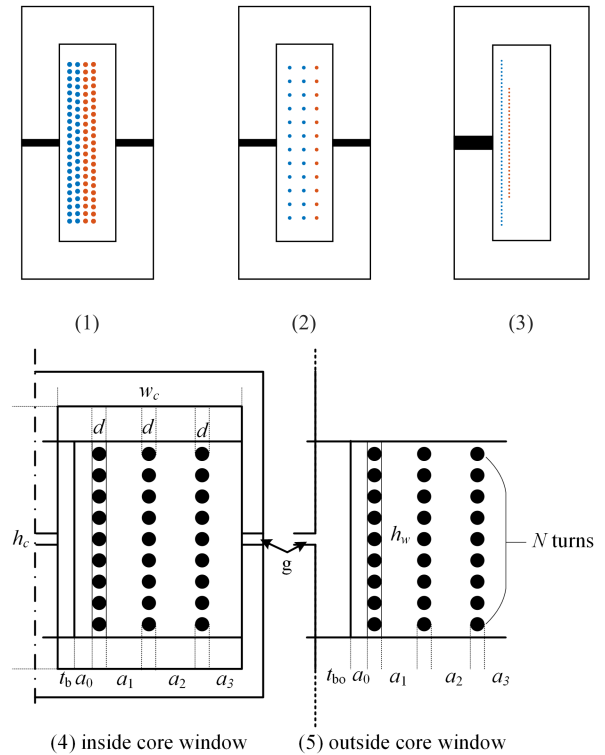 (1) (2) (3)
w_c
d d d
h_c h_w N turns
g
t_b a_0 a_1 a_2 a_3 t_bo a_0 a_1 a_2 a_3
(4) inside core window (5) outside core window